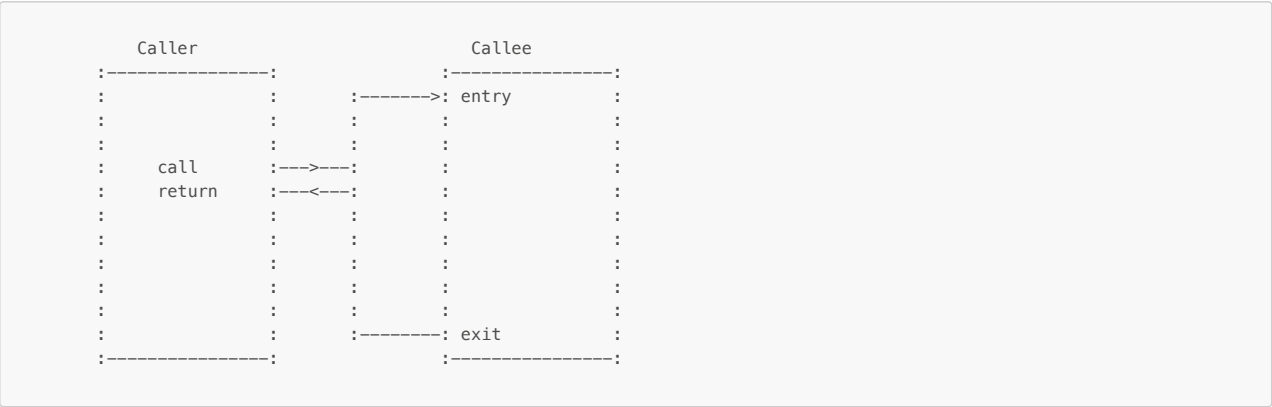 Caller                           Callee
:----------------:                 :----------------:
:                :       :------->: entry          :
:                :       :        :                :
:                :       :        :                :
:     call       :--->---:        :                :
:     return     :---<---:        :                :
:                :       :        :                :
:                :       :        :                :
:                :       :        :                :
:                :       :        :                :
:                :       :        :                :
:                :       :--------: exit           :
:----------------:                 :----------------: